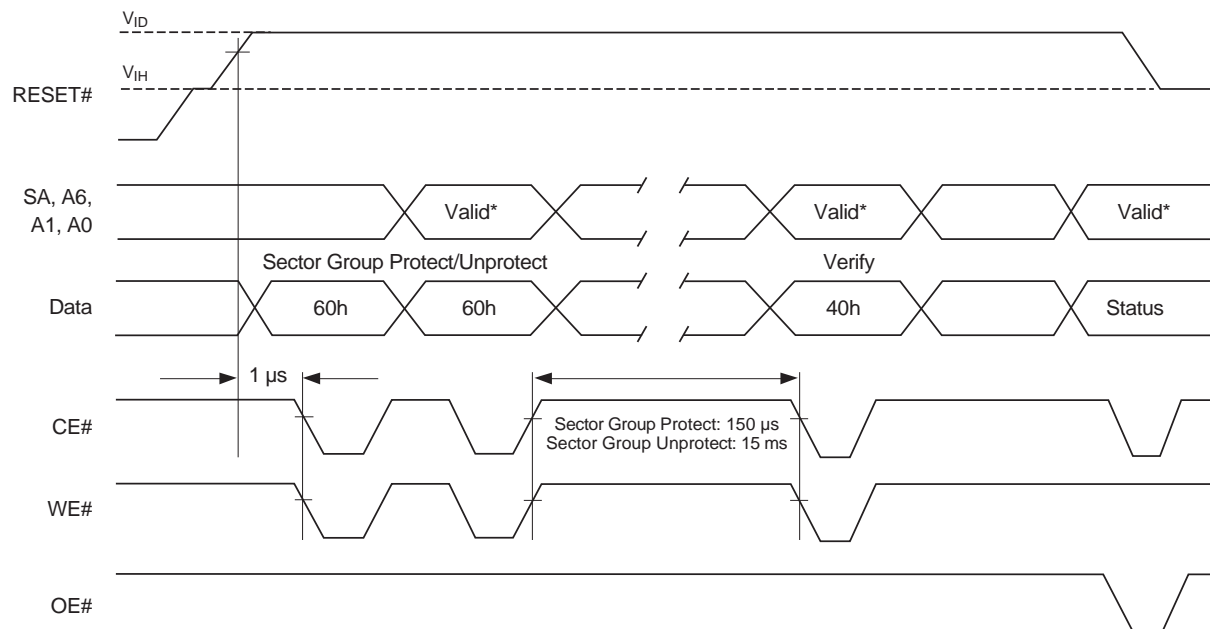 VID
VIH
RESET#
SA, A6,
A1, A0
Valid*
Valid*
Valid*
Sector Group Protect/Unprotect
Verify
Data
60h
60h
40h
Status
1 µs
CE#
Sector Group Protect: 150 µs
Sector Group Unprotect: 15 ms
WE#
OE#